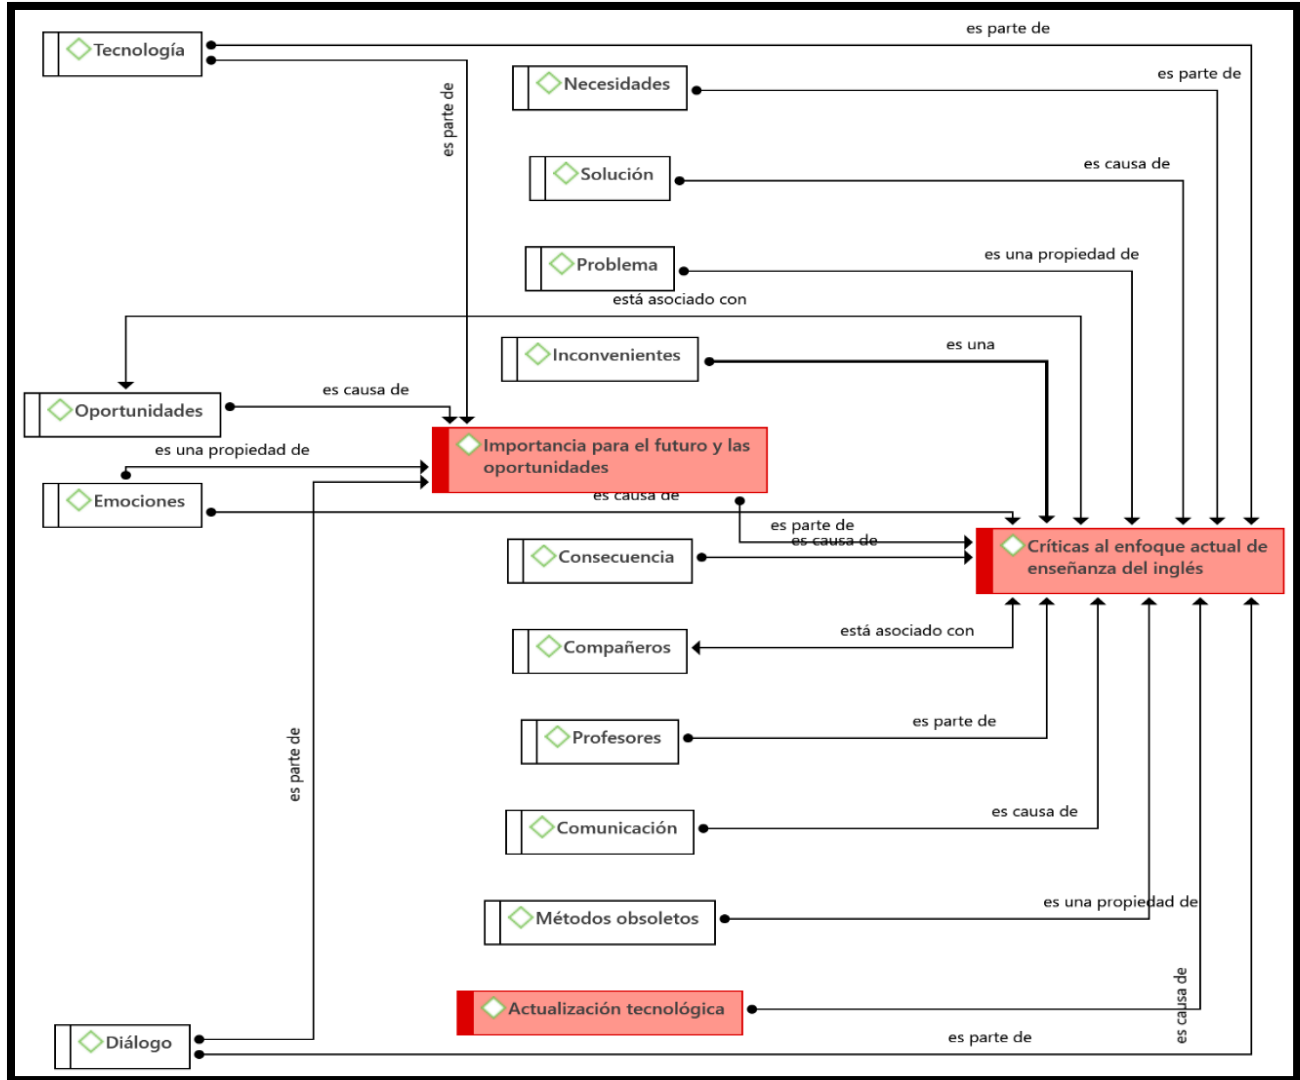 es parte de
Tecnología
es parte de
Necesidades
es parte de
es causa de
Solución
es una propiedad de
Problema
está asociado con
es una
Inconvenientes
es causa de
Oportunidades
es una propiedad de
Importancia para el futuro y las
oportunidades
Emociones
es causa de
es parte de
es causa de
Consecuencia
Críticas al enfoque actual de
enseñanza del inglés
está asociado con
Compañeros
es parte de
Profesores
es parte de
es causa de
Comunicación
es una propiedad de
Métodos obsoletos
Actualización tecnológica
es causa de
es parte de
Diálogo